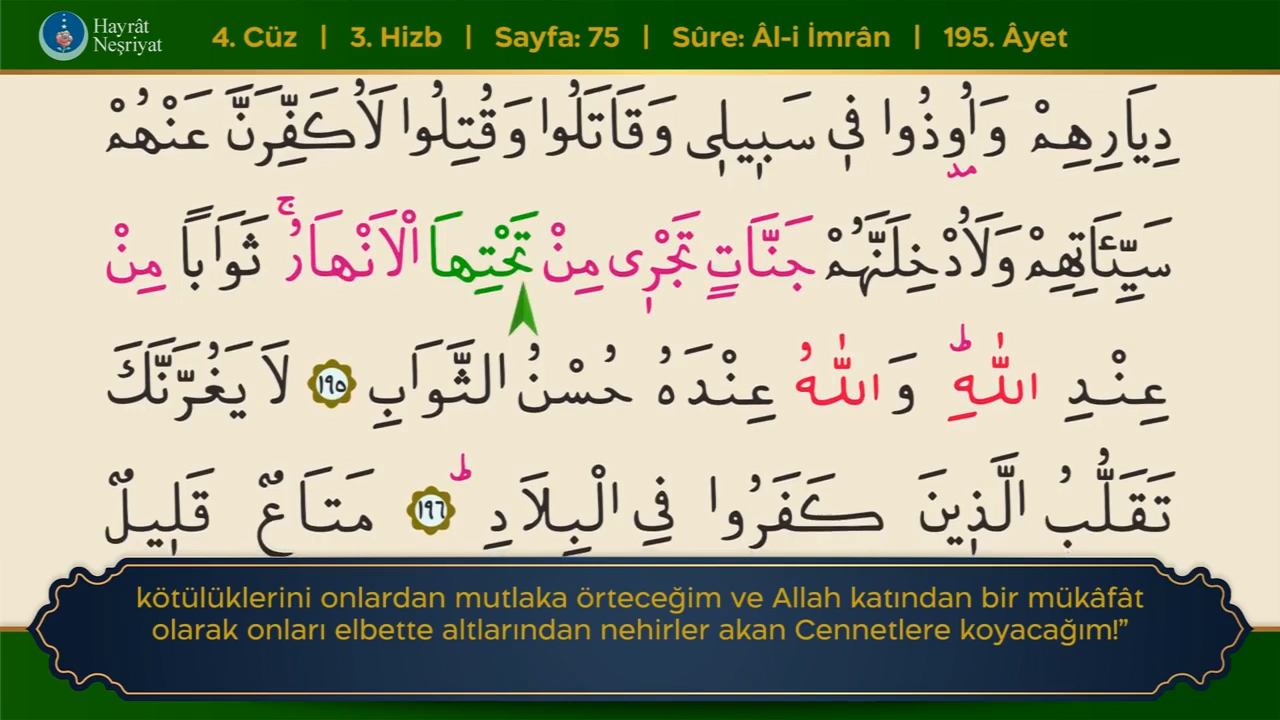 Hayrât
Neşriyat
4. Cüz | 3. Hizb | Sayfa: 75 | Sûre: Âl-i İmrân | 195. Âyet
دِيَارِهِمْ وَاُو۫ذُوا ف۪ي سَب۪يل۪ي وَقَاتَلُوا وَقُتِلُوا لَاُكَفِّرَنَّ عَنْهُمْ
مد
سَيِّـَٔاتِهِمْ وَلَاُدْخِلَنَّهُمْ جَنَّاتٍ تَجْر۪ى مِنْ تَحْتِهَا الْاَنْهَارُۚ ثَوَابًا مِنْ
عِنْدِ اللّٰهِۜ وَ اللّٰهُ عِنْدَهُ حُسْنُ الثَّوَابِ ١٩٥ لَا يَغُرَّنَّكَ
تَقَلُّبُ الَّذ۪ينَ كَفَرُوا فِي الْبِلَادِۜ ١٩٦ مَتَاعٌ قَل۪يلٌ
kötülüklerini onlardan mutlaka örteceğim ve Allah katından bir mükâfât
olarak onları elbette altlarından nehirler akan Cennetlere koyacağım!”